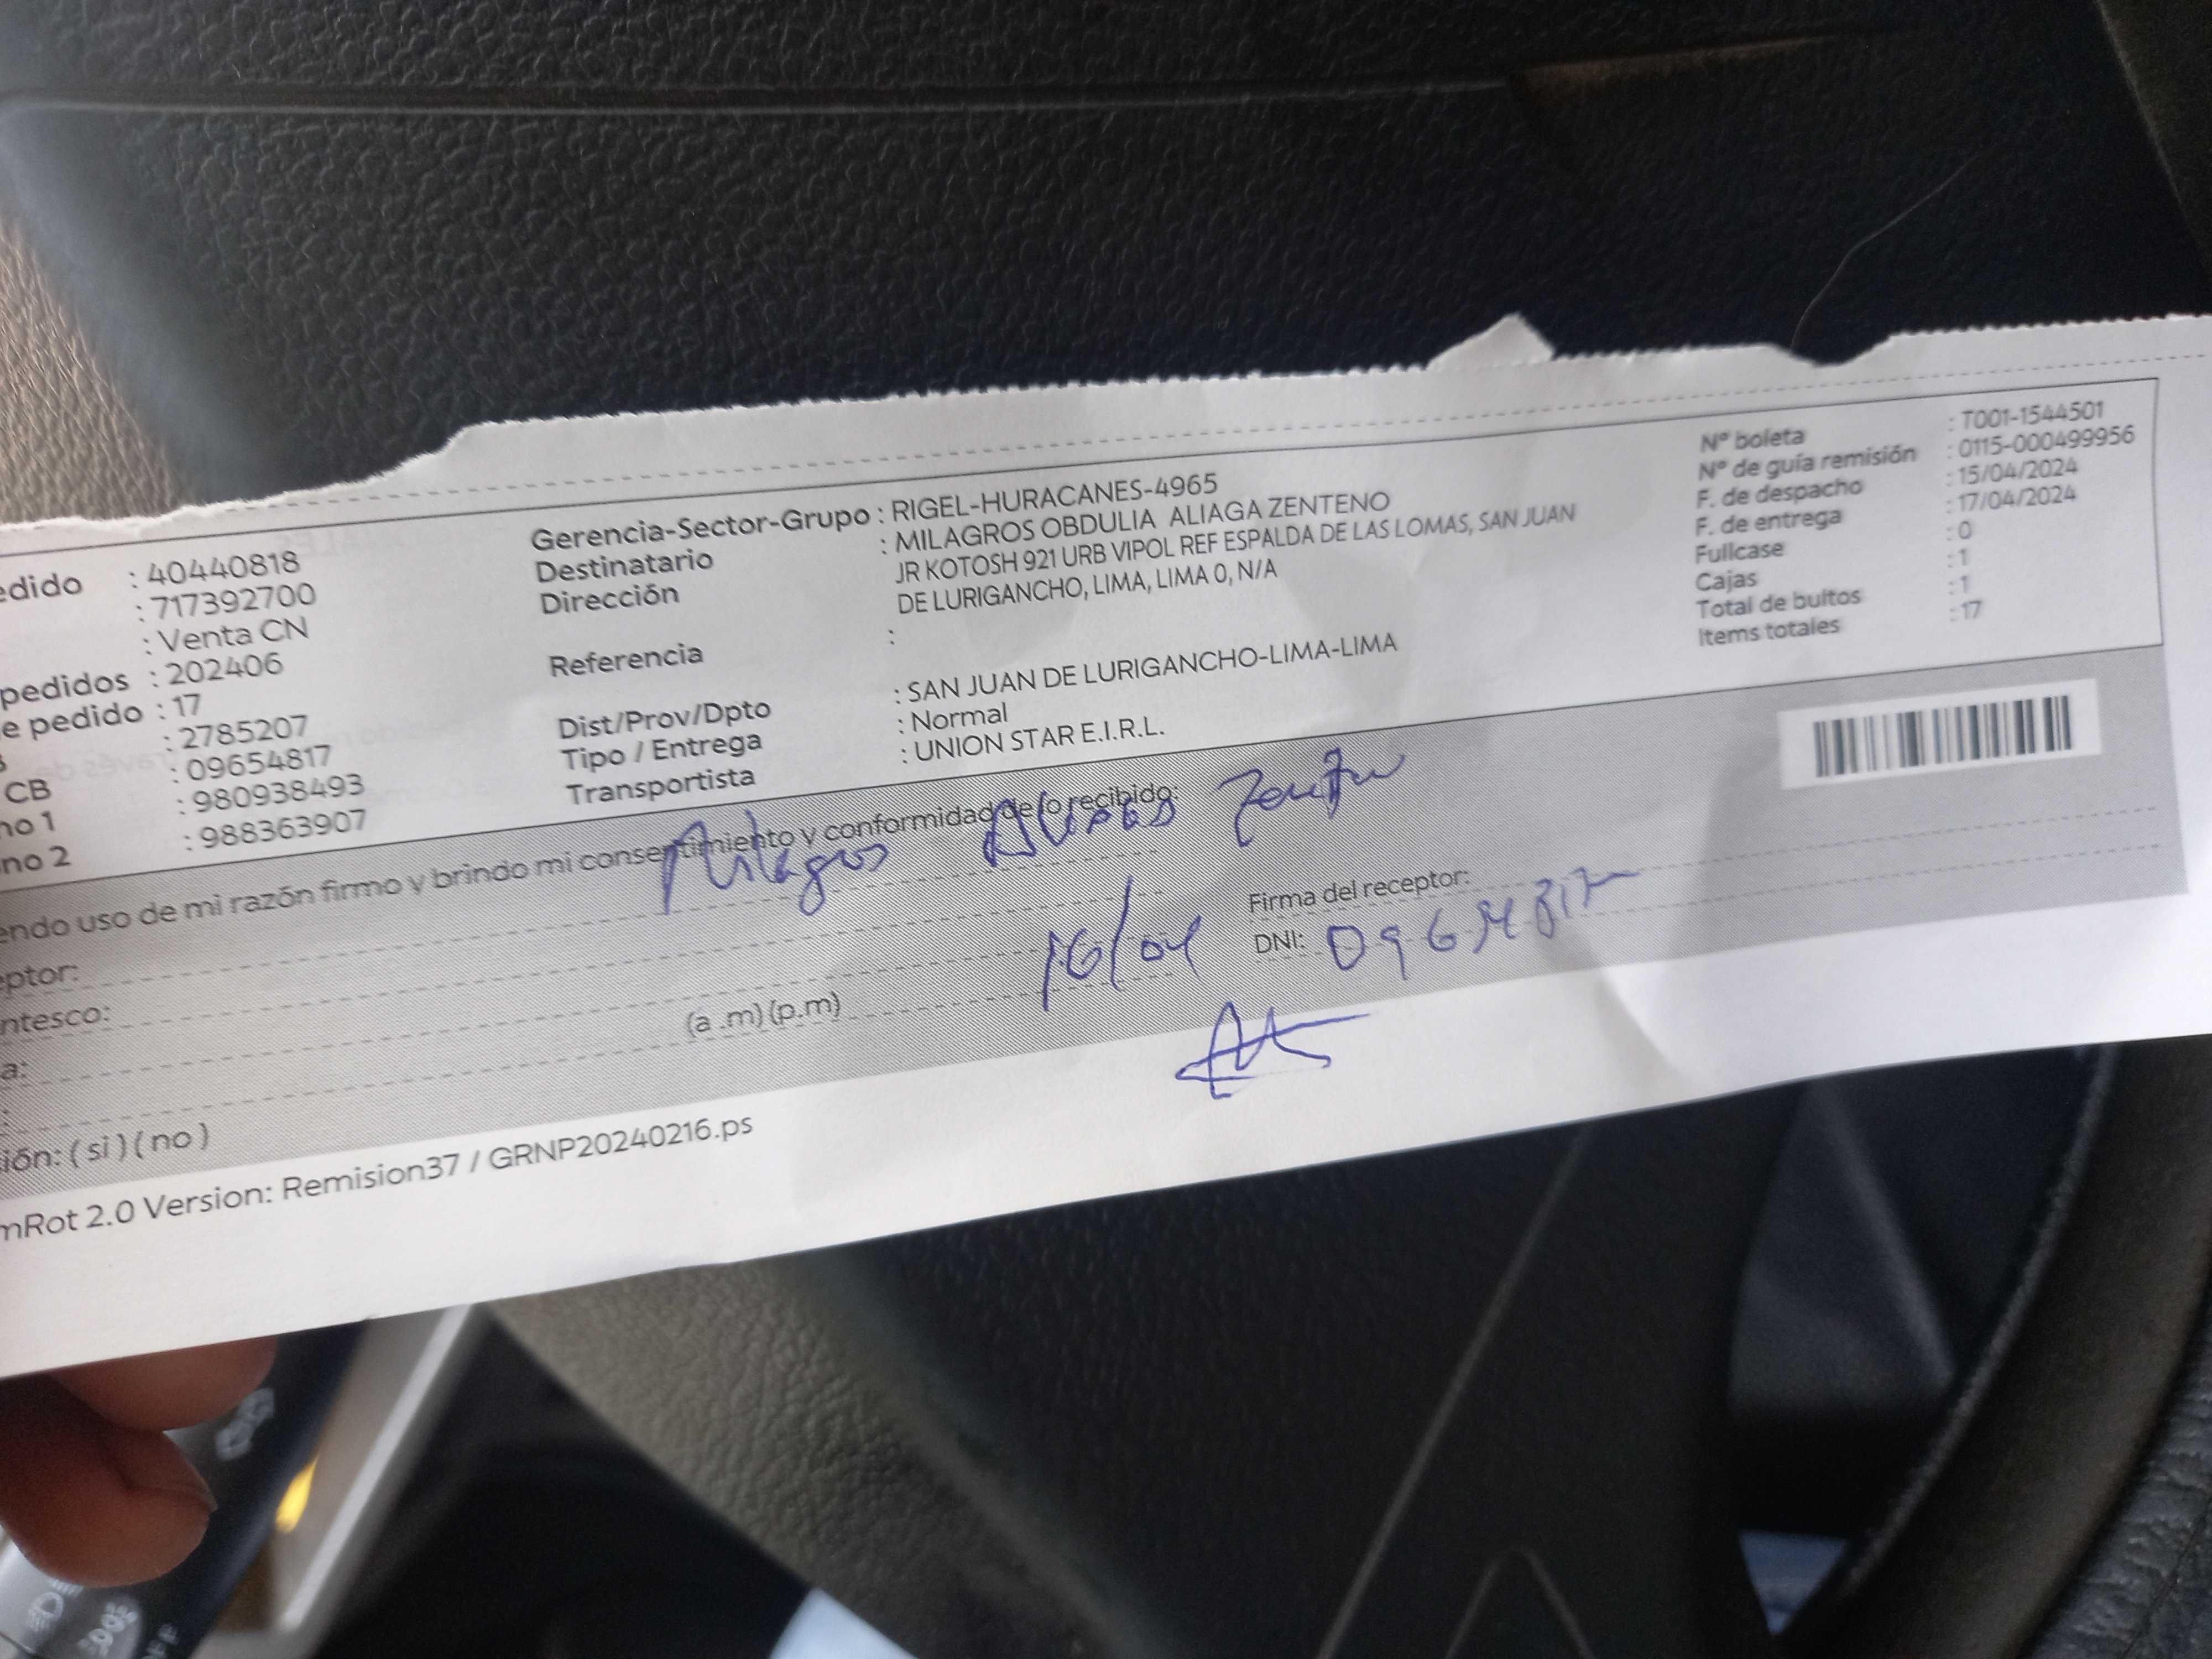 edido : 40440818
: 717392700
: Venta CN
pedidos : 202406
e pedido : 17
: 2785207
CB : 09654817
no 1 : 980938493
no 2 : 988363907
Gerencia-Sector-Grupo : RIGEL-HURACANES-4965
Destinatario : MILAGROS OBDULIA ALIAGA ZENTENO
Dirección JR KOTOSH 921 URB VIPOL REF ESPALDA DE LAS LOMAS, SAN JUAN
DE LURIGANCHO, LIMA, LIMA 0, N/A
Referencia :
Dist/Prov/Dpto : SAN JUAN DE LURIGANCHO-LIMA-LIMA
Tipo / Entrega : Normal
Transportista : UNION STAR E.I.R.L.
N° boleta : T001-1544501
N° de guía remisión : 0115-000499956
F. de despacho : 15/04/2024
F. de entrega : 17/04/2024
Fullcase : 0
Cajas : 1
Total de bultos : 1
Items totales : 17
endo uso de mi razón firmo y brindo mi consentimiento y conformidad de lo recibido:
Milagros
eptor:
ntesco:
a: (a .m) (p.m) 16/04
Firma del receptor:
DNI:
ión: ( si ) ( no )
mRot 2.0 Version: Remision37 / GRNP20240216.ps
OFF